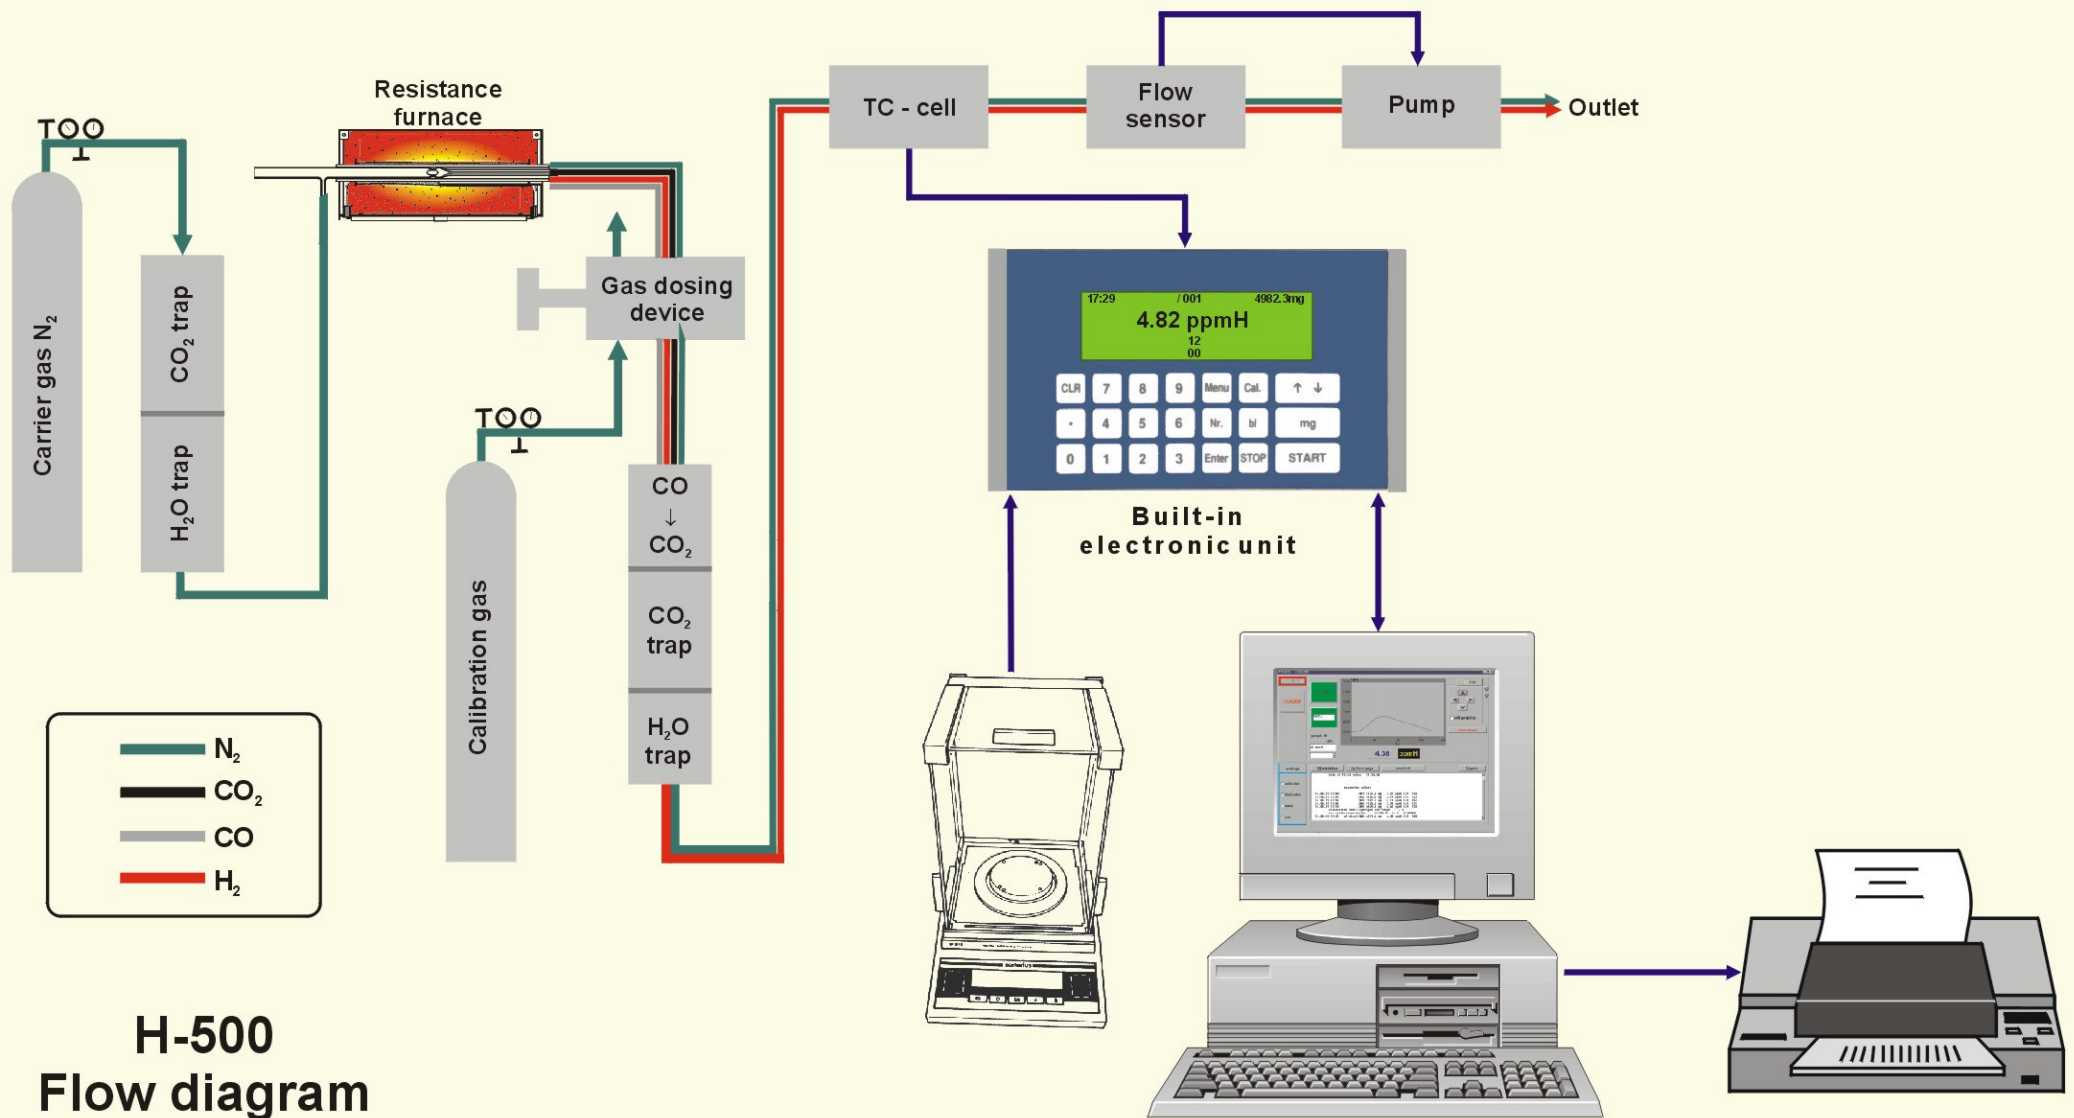 Resistance
furnace
TC - cell
Flow
sensor
Pump
Outlet
Carrier gas N₂
CO₂ trap
H₂O trap
Gas dosing
device
Calibration gas
CO
↓
CO₂
CO₂
trap
H₂O
trap
17:29 / 001 4982.3mg
4.82 ppmH
12
00
CLR 7 8 9 Menu Cal. ↑ ↓
· 4 5 6 Nr. bl mg
0 1 2 3 Enter STOP START
Built-in
electronic unit
4.36
sartorius
N₂
CO₂
CO
H₂
H-500
Flow diagram